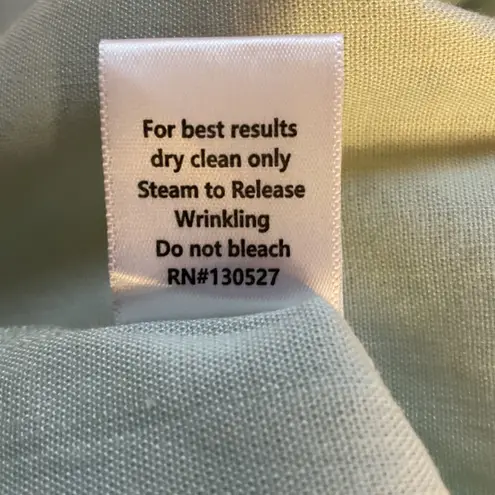 For best results
dry clean only
Steam to Release
Wrinkling
Do not bleach
RN#130527